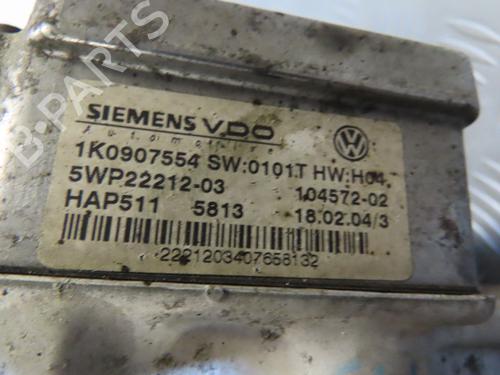 SIEMENS VDO
Automotive
1K0907554 SW:0101T HW:H04
5WP22212-03 104572-02
HAP511 5813 18.02.04/3
2221203407658132
B-PARTS